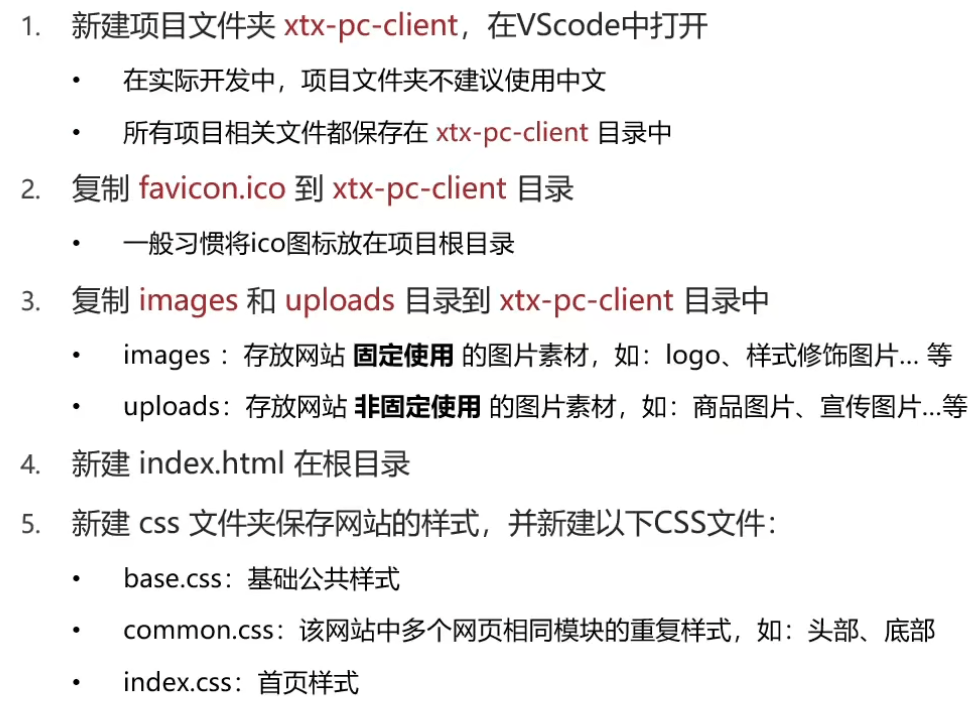 1. 新建项目文件夹 xtx-pc-client，在VScode中打开
• 在实际开发中，项目文件夹不建议使用中文
• 所有项目相关文件都保存在 xtx-pc-client 目录中
2. 复制 favicon.ico 到 xtx-pc-client 目录
• 一般习惯将ico图标放在项目根目录
3. 复制 images 和 uploads 目录到 xtx-pc-client 目录中
• images ：存放网站 固定使用 的图片素材，如：logo、样式修饰图片... 等
• uploads：存放网站 非固定使用 的图片素材，如：商品图片、宣传图片...等
4. 新建 index.html 在根目录
5. 新建 css 文件夹保存网站的样式，并新建以下CSS文件：
• base.css：基础公共样式
• common.css：该网站中多个网页相同模块的重复样式，如：头部、底部
• index.css：首页样式